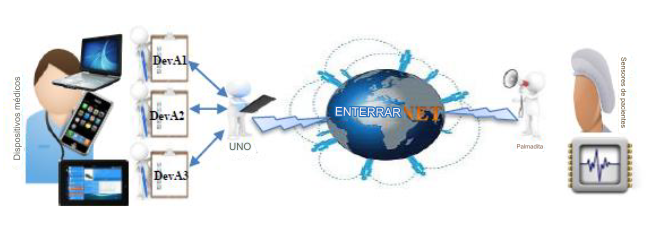 Dispositivos médicos
DevA1
DevA2
DevA3
UNO
ENTERRAR NET
Palmadita
Sensores de pacientes